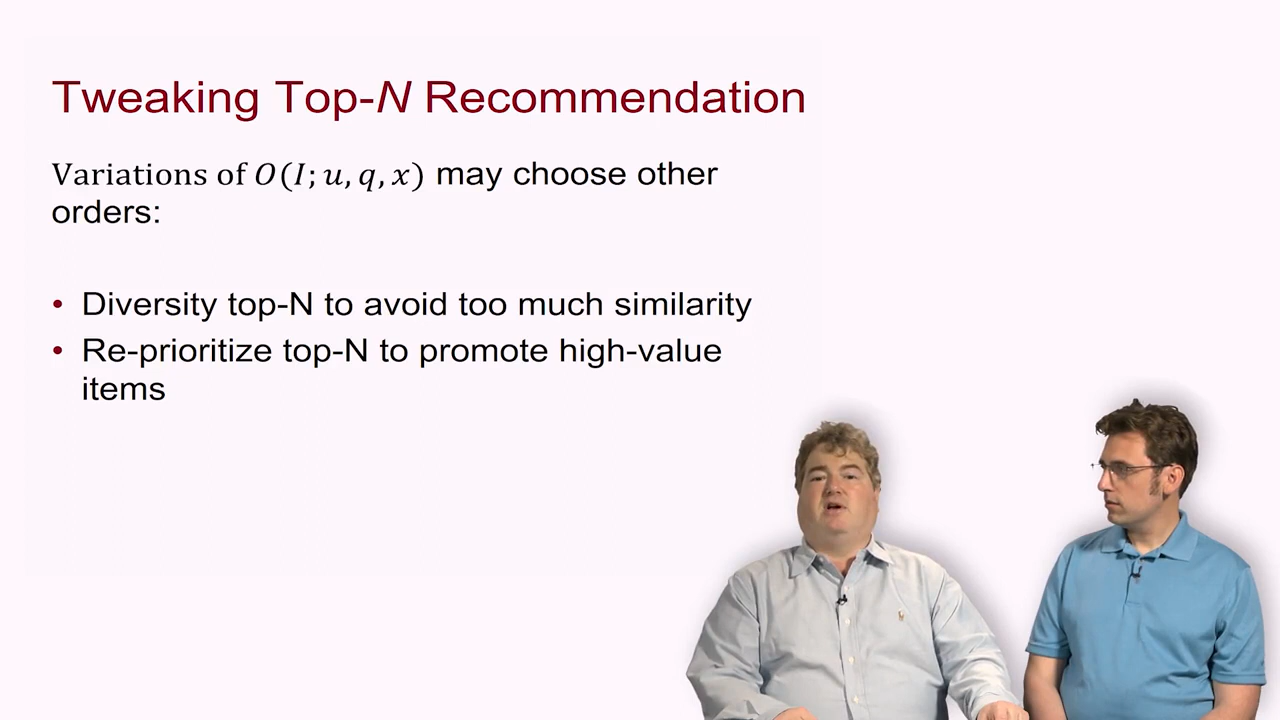 Tweaking Top-N Recommendation
Variations of O(I; u, q, x) may choose other
orders:
• Diversity top-N to avoid too much similarity
• Re-prioritize top-N to promote high-value
items